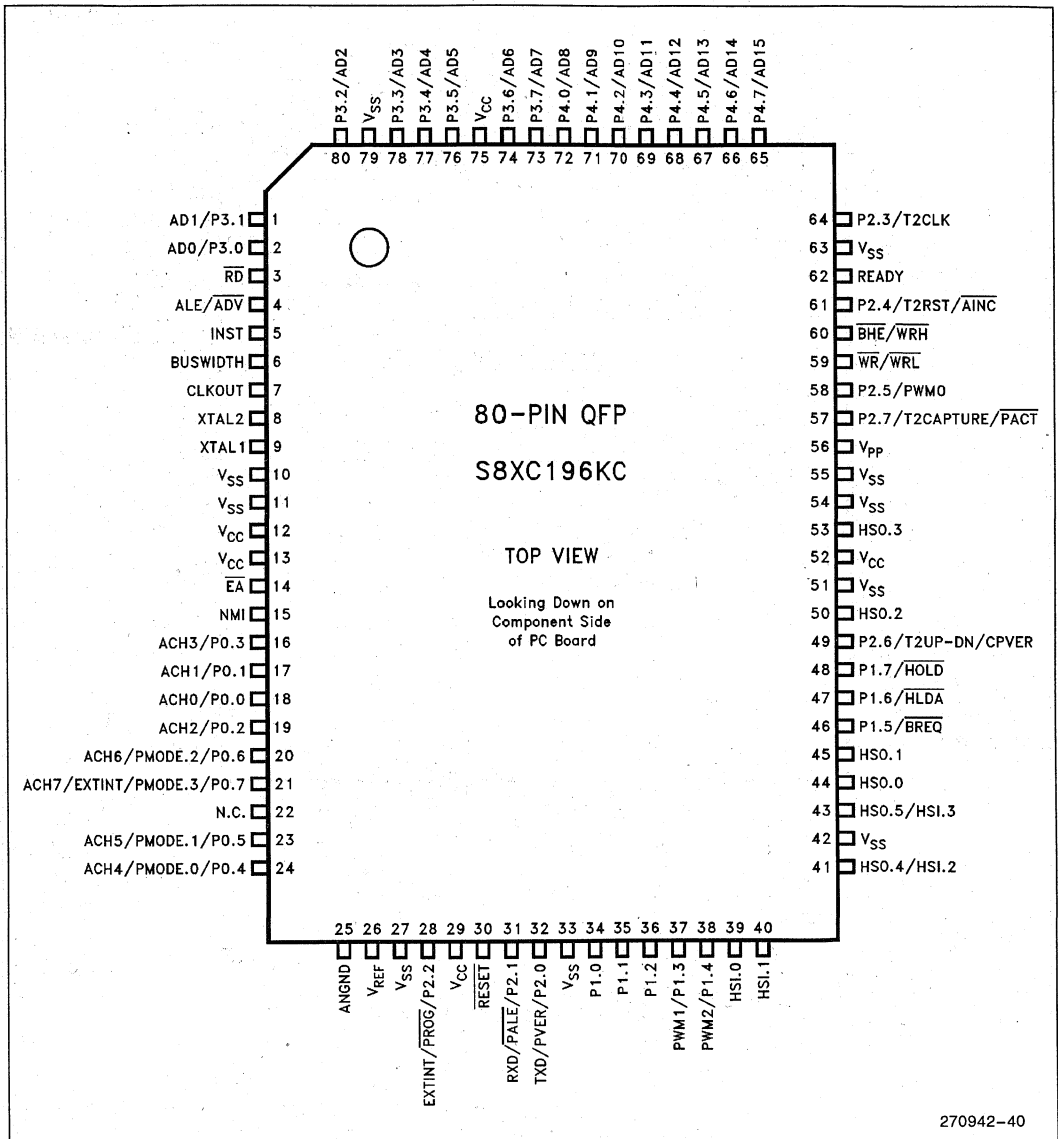 P3.2/AD2
VSS
P3.3/AD3
P3.4/AD4
P3.5/AD5
VCC
P3.6/AD6
P3.7/AD7
P4.0/AD8
P4.1/AD9
P4.2/AD10
P4.3/AD11
P4.4/AD12
P4.5/AD13
P4.6/AD14
P4.7/AD15
80 79 78 77 76 75 74 73 72 71 70 69 68 67 66 65
AD1/P3.1 1
AD0/P3.0 2
RD 3
ALE/ADV 4
INST 5
BUSWIDTH 6
CLKOUT 7
XTAL2 8
XTAL1 9
VSS 10
VSS 11
VCC 12
VCC 13
EA 14
NMI 15
ACH3/P0.3 16
ACH1/P0.1 17
ACH0/P0.0 18
ACH2/P0.2 19
ACH6/PMODE.2/P0.6 20
ACH7/EXTINT/PMODE.3/P0.7 21
N.C. 22
ACH5/PMODE.1/P0.5 23
ACH4/PMODE.0/P0.4 24
80-PIN QFP
S8XC196KC
TOP VIEW
Looking Down on
Component Side
of PC Board
64 P2.3/T2CLK
63 VSS
62 READY
61 P2.4/T2RST/AINC
60 BHE/WRH
59 WR/WRL
58 P2.5/PWM0
57 P2.7/T2CAPTURE/PACT
56 VPP
55 VSS
54 VSS
53 HSO.3
52 VCC
51 VSS
50 HSO.2
49 P2.6/T2UP-DN/CPVER
48 P1.7/HOLD
47 P1.6/HLDA
46 P1.5/BREQ
45 HSO.1
44 HSO.0
43 HSO.5/HSI.3
42 VSS
41 HSO.4/HSI.2
25 26 27 28 29 30 31 32 33 34 35 36 37 38 39 40
ANGND
VREF
VSS
EXTINT/PROG/P2.2
VCC
RESET
RXD/PALE/P2.1
TXD/PVER/P2.0
VSS
P1.0
P1.1
P1.2
PWM1/P1.3
PWM2/P1.4
HSI.0
HSI.1
270942-40